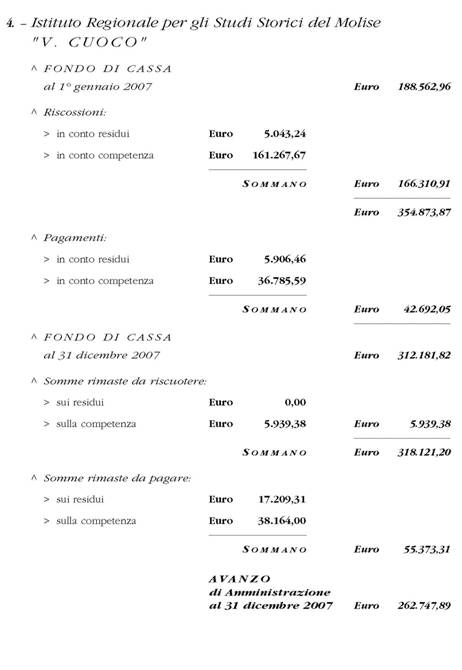 4. – Istituto Regionale per gli Studi Storici del Molise
"V. CUOCO"
^ FONDO DI CASSA
al 1° gennaio 2007 Euro 188.562,96
^ Riscossioni:
> in conto residui Euro 5.043,24
> in conto competenza Euro 161.267,67
SOMMANO Euro 166.310,91
Euro 354.873,87
^ Pagamenti:
> in conto residui Euro 5.906,46
> in conto competenza Euro 36.785,59
SOMMANO Euro 42.692,05
^ FONDO DI CASSA
al 31 dicembre 2007 Euro 312.181,82
^ Somme rimaste da riscuotere:
> sui residui Euro 0,00
> sulla competenza Euro 5.939,38 Euro 5.939,38
SOMMANO Euro 318.121,20
^ Somme rimaste da pagare:
> sui residui Euro 17.209,31
> sulla competenza Euro 38.164,00
SOMMANO Euro 55.373,31
AVANZO
di Amministrazione
al 31 dicembre 2007 Euro 262.747,89